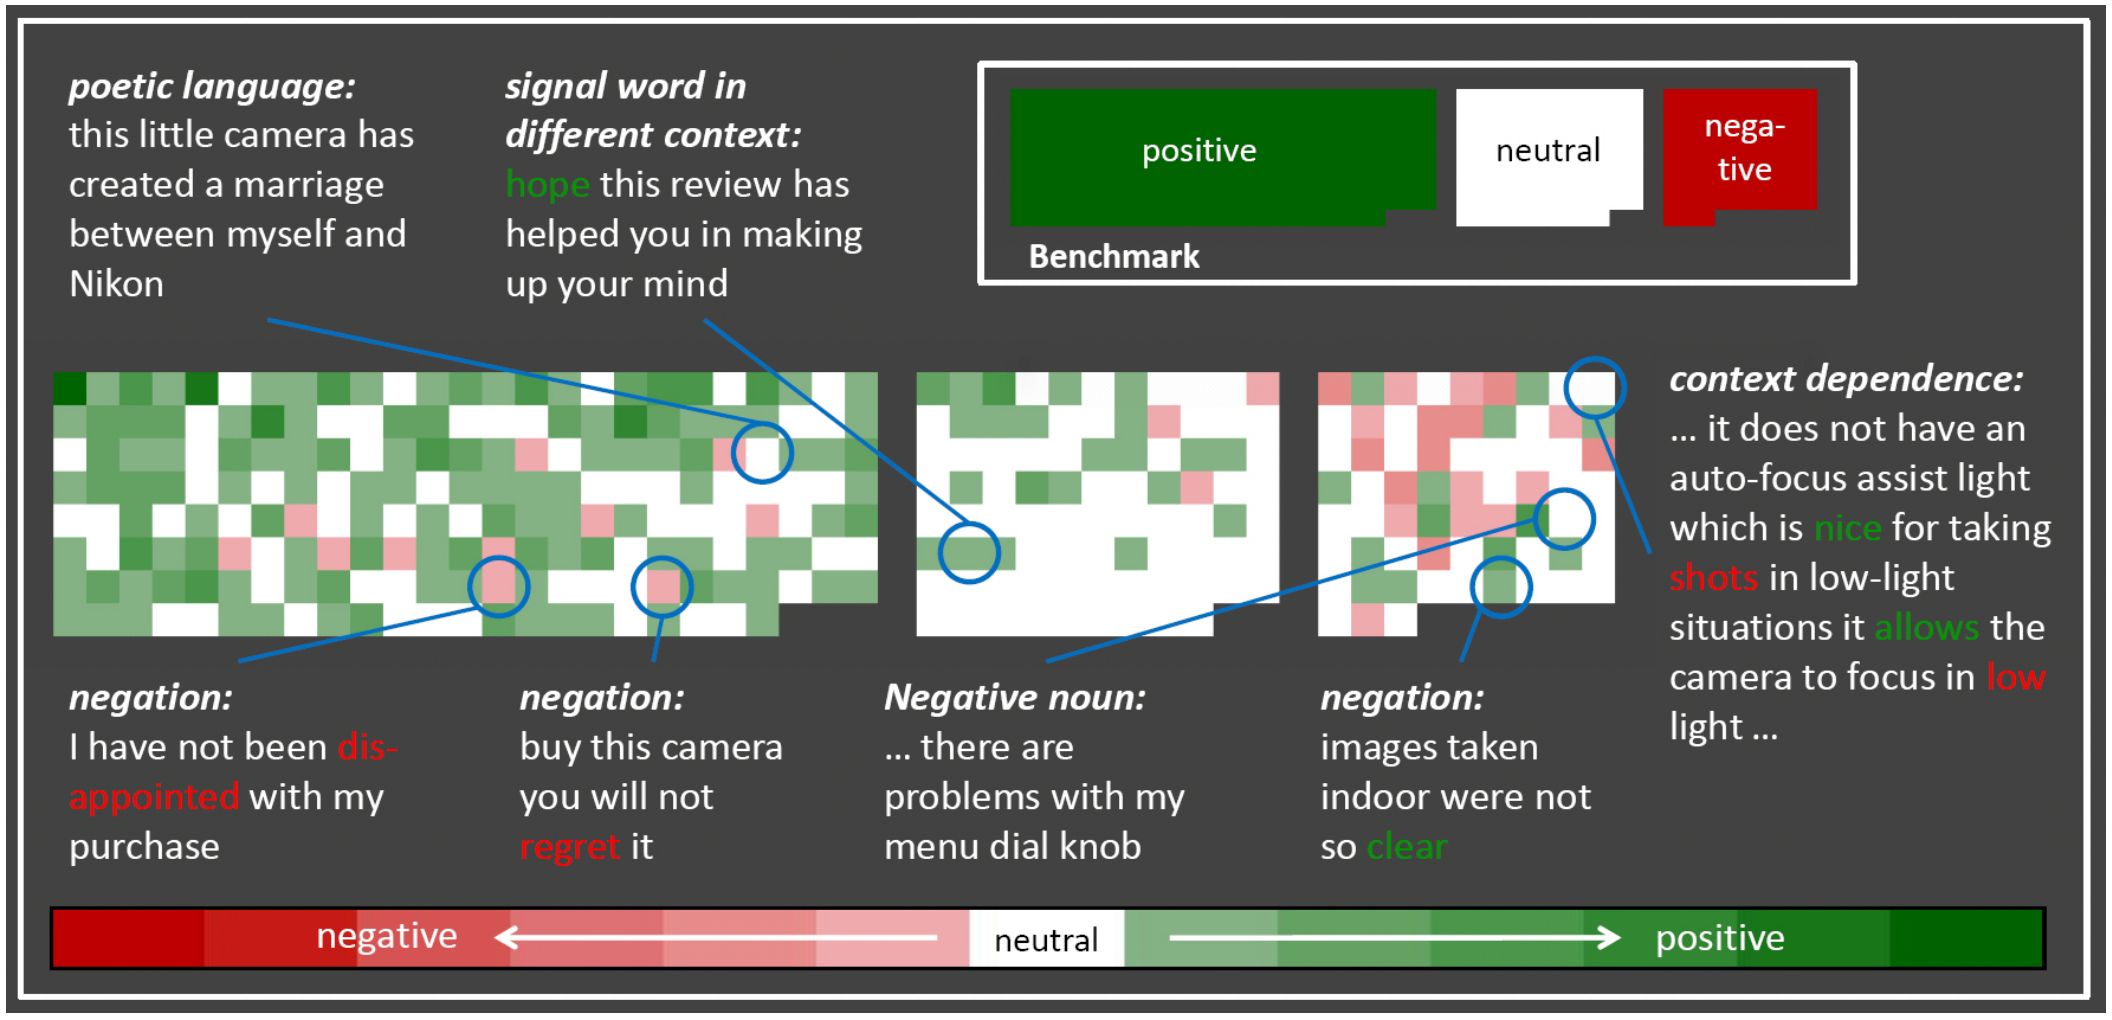 poetic language:
this little camera has
created a marriage
between myself and
Nikon
signal word in
different context:
hope this review has
helped you in making
up your mind
positive
neutral
nega-
tive
Benchmark
context dependence:
... it does not have an
auto-focus assist light
which is nice for taking
shots in low-light
situations it allows the
camera to focus in low
light ...
negation:
I have not been dis-
appointed with my
purchase
negation:
buy this camera
you will not
regret it
Negative noun:
... there are
problems with my
menu dial knob
negation:
images taken
indoor were not
so clear
negative
neutral
positive